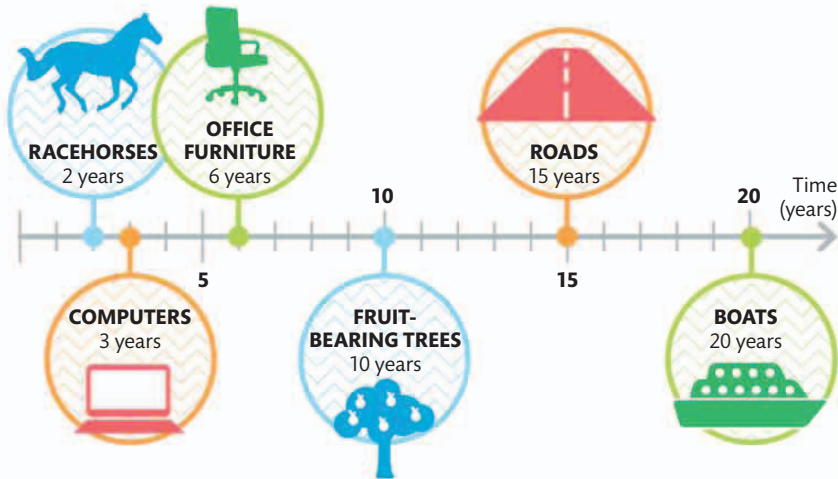 RACEHORSES
2 years
OFFICE
FURNITURE
6 years
ROADS
15 years
10
20
Time
(years)
5
15
COMPUTERS
3 years
FRUIT-
BEARING TREES
10 years
BOATS
20 years